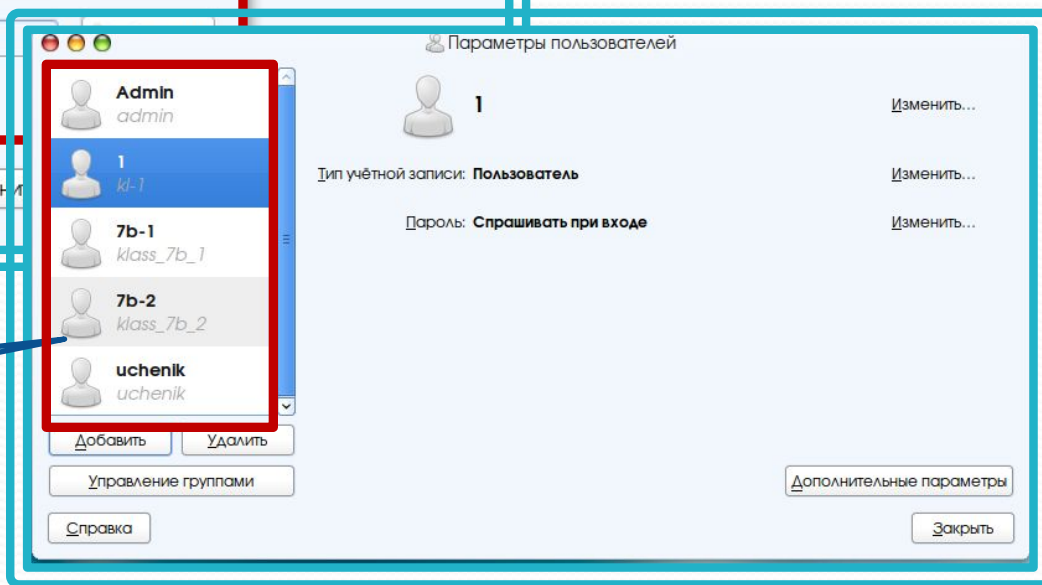 Параметры пользователей
Admin
admin
1
kl-1
7b-1
klass_7b_1
7b-2
klass_7b_2
uchenik
uchenik
1
Изменить...
Тип учётной записи: Пользователь
Изменить...
Пароль: Спрашивать при входе
Изменить...
Добавить
Удалить
Управление группами
Дополнительные параметры
Справка
Закрыть